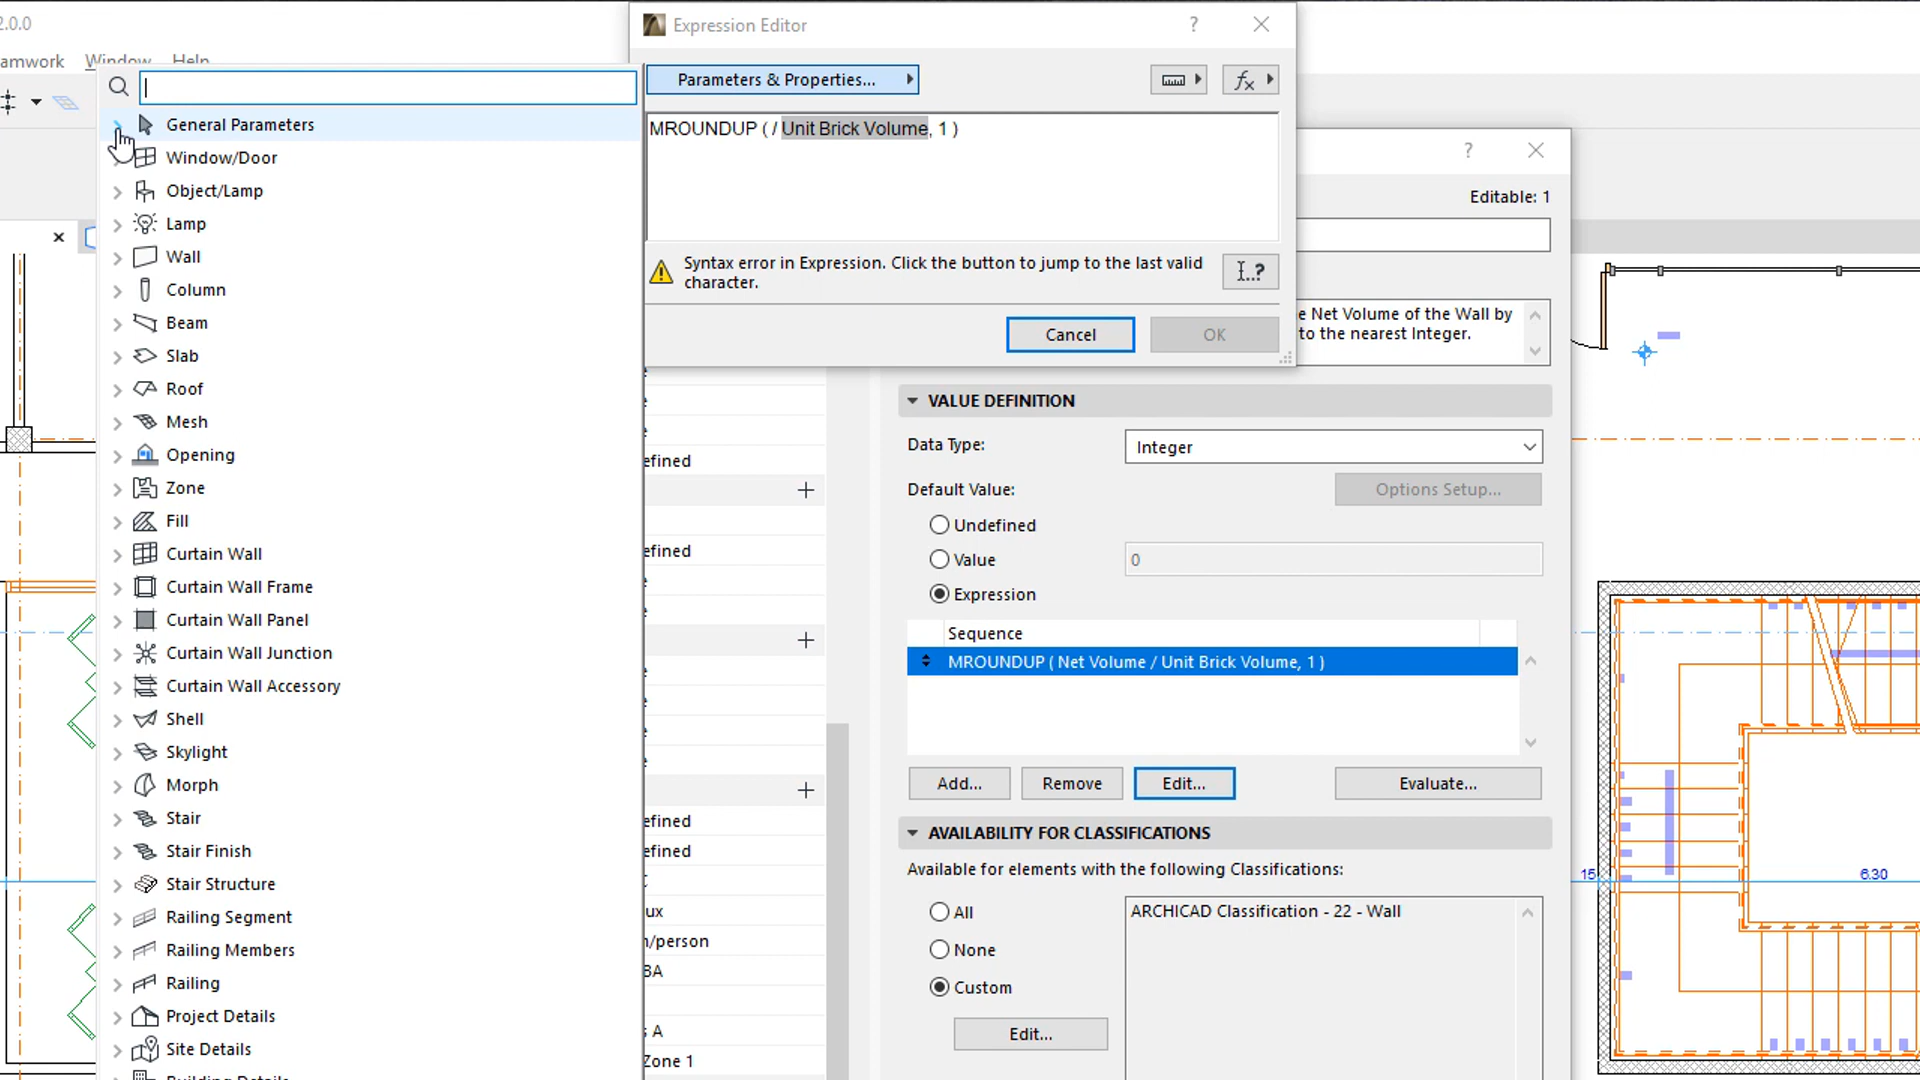 2.0.0
Expression Editor
?
amwork
Window
Help
Parameters & Properties...
MROUNDUP ( / Unit Brick Volume, 1 )
General Parameters
Window/Door
Object/Lamp
Lamp
Wall
Column
Beam
Slab
Roof
Mesh
Opening
Zone
Fill
Curtain Wall
Curtain Wall Frame
Curtain Wall Panel
Curtain Wall Junction
Curtain Wall Accessory
Shell
Skylight
Morph
Stair
Stair Finish
Stair Structure
Railing Segment
Railing Members
Railing
Project Details
Site Details
Building Details
Syntax error in Expression. Click the button to jump to the last valid
character.
Cancel
OK
?
Editable: 1
e Net Volume of the Wall by
to the nearest Integer.
VALUE DEFINITION
Data Type:
Integer
Default Value:
Options Setup...
Undefined
Value
0
Expression
Sequence
MROUNDUP ( Net Volume / Unit Brick Volume, 1 )
Add...
Remove
Edit...
Evaluate...
AVAILABILITY FOR CLASSIFICATIONS
Available for elements with the following Classifications:
All
None
Custom
Edit...
ARCHICAD Classification - 22 - Wall
efined
efined
efined
efined
ux
n/person
BA
s A
Zone 1
15
6.30